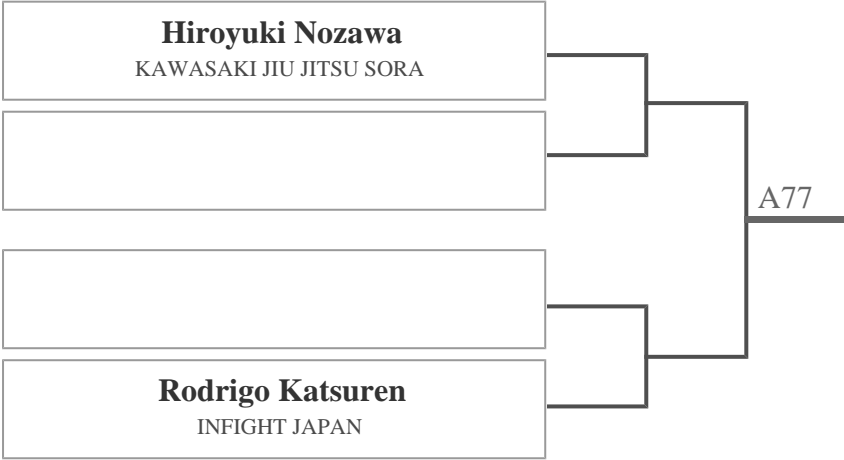 Hiroyuki Nozawa
KAWASAKI JIU JITSU SORA
A77
Rodrigo Katsuren
INFIGHT JAPAN